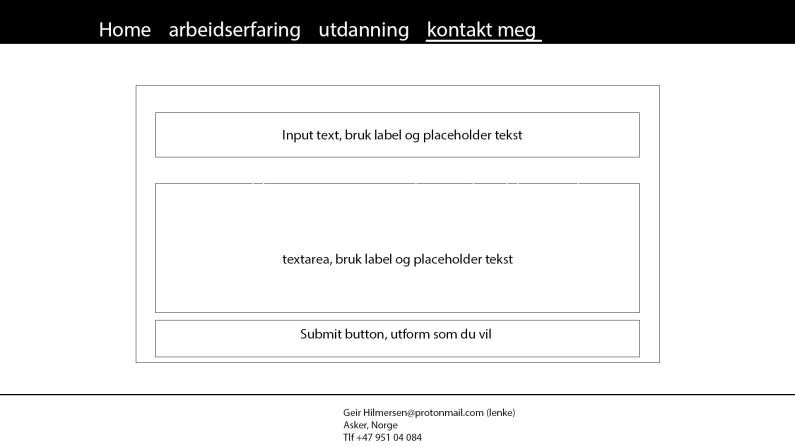 Home arbeidserfaring utdanning kontakt meg
Input text, bruk label og placeholder tekst
textarea, bruk label og placeholder tekst
Submit button, utform som du vil
Geir Hilmersen@protonmail.com (lenke)
Asker, Norge
Tlf +47 951 04 084